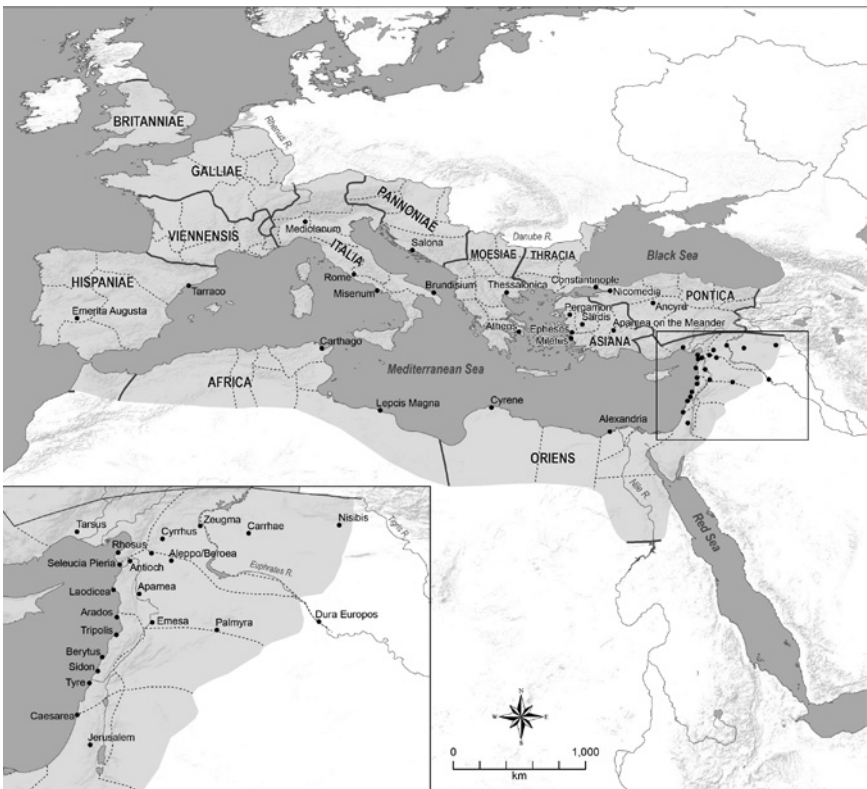 BRITANNIAE
Rhenus R.
GALLIAE
PANNONIAE
VIENNENSIS
Mediolanum
Danube R.
Black Sea
ITALIA
Salona
MOESIAE
THRACIA
HISPANIAE
Rome
Constantinople
Tarraco
Misenum
Brundisium
Thessalonica
Nicomedia
PONTICA
Emerita Augusta
Pergamon
Ancyra
Sardis
Athens
Ephesos
Apamea on the Meander
Miletus
ASIANA
Carthago
Mediterranean Sea
AFRICA
Lepcis Magna
Cyrene
Alexandria
ORIENS
Nile R.
Red Sea
Tarsus
Zeugma
Nisibis
Cyrrhus
Carrhae
Tigris R.
Rhosus
Seleucia Pieria
Antioch
Aleppo/Beroea
Euphrates R.
Laodicea
Apamea
Arados
Emesa
Palmyra
Dura Europos
Tripolis
Berytus
Sidon
Tyre
Caesarea
Jerusalem
N
W E
S
0 1,000
km